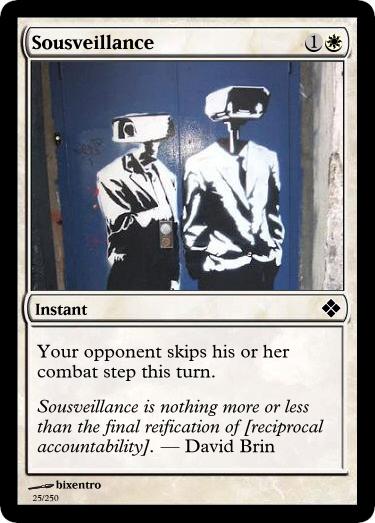 Sousveillance 1
Instant
Your opponent skips his or her
combat step this turn.
Sousveillance is nothing more or less
than the final reification of [reciprocal
accountability]. — David Brin
bixentro
25/250